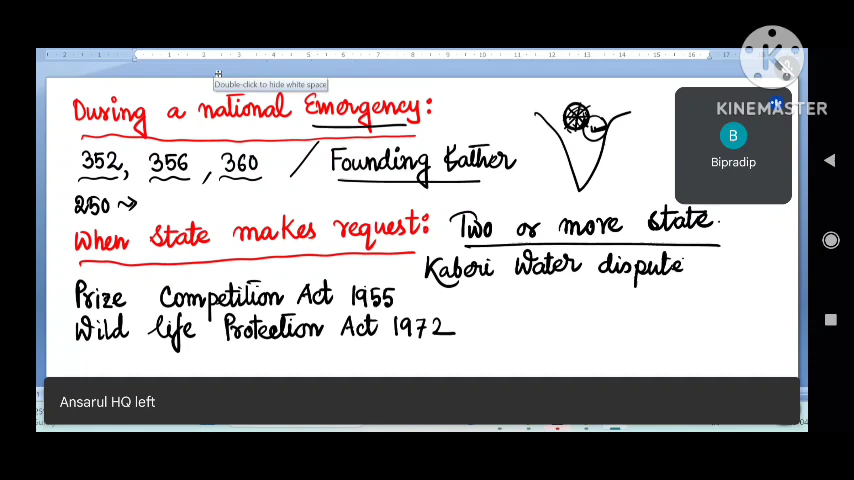 KINEMASTER
Double-click to hide white space
During a national Emergency:
352, 356, 360 / Founding Father
250 →
When State makes request: Two or more State.
Kaberi Water dispute
Prize Competition Act 1955
Wild life Protection Act 1972
B
Bipradip
Ansarul HQ left